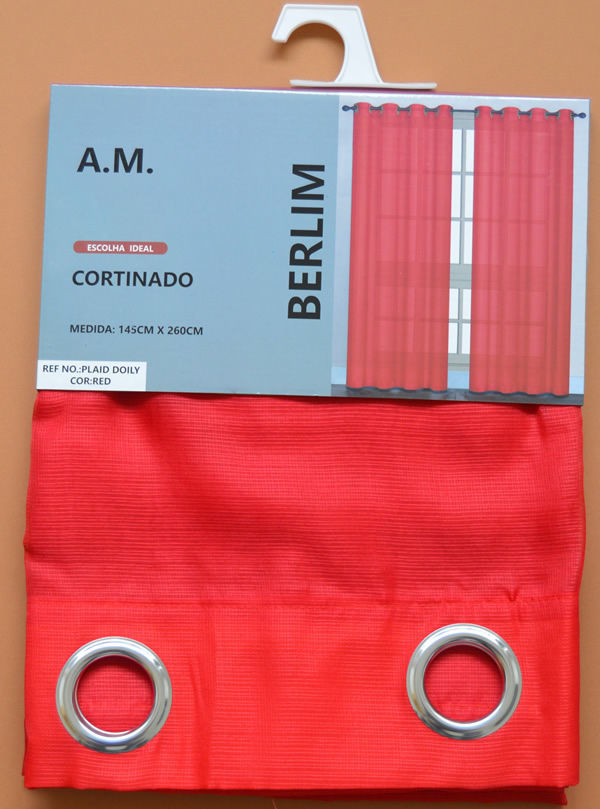 A.M.
BERLIM
ESCOLHA IDEAL
CORTINADO
MEDIDA: 145CM X 260CM
REF NO.:PLAID DOILY
COR:RED